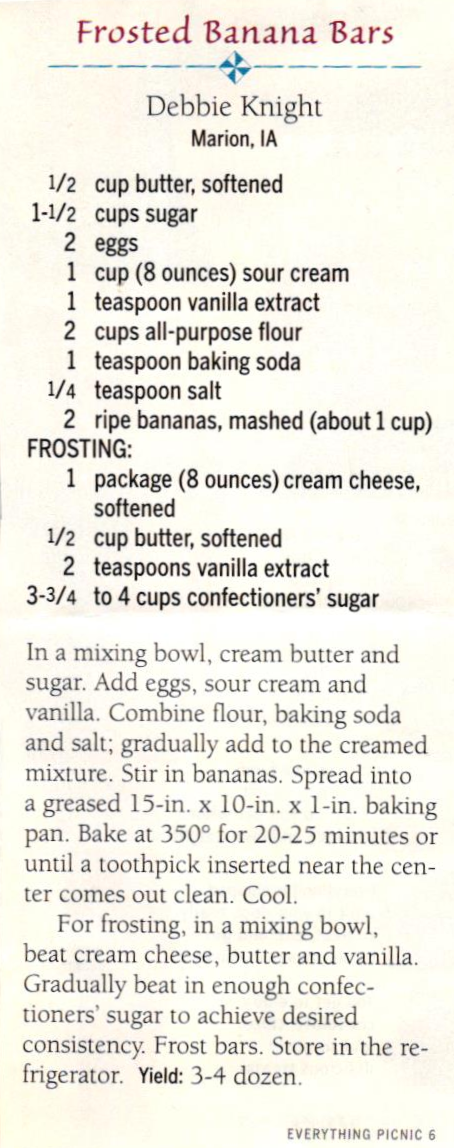 Frosted Banana Bars
Debbie Knight
Marion, IA
1/2 cup butter, softened
1-1/2 cups sugar
2 eggs
1 cup (8 ounces) sour cream
1 teaspoon vanilla extract
2 cups all-purpose flour
1 teaspoon baking soda
1/4 teaspoon salt
2 ripe bananas, mashed (about 1 cup)
FROSTING:
1 package (8 ounces) cream cheese,
softened
1/2 cup butter, softened
2 teaspoons vanilla extract
3-3/4 to 4 cups confectioners' sugar
In a mixing bowl, cream butter and
sugar. Add eggs, sour cream and
vanilla. Combine flour, baking soda
and salt; gradually add to the creamed
mixture. Stir in bananas. Spread into
a greased 15-in. x 10-in. x 1-in. baking
pan. Bake at 350° for 20-25 minutes or
until a toothpick inserted near the cen-
ter comes out clean. Cool.
For frosting, in a mixing bowl,
beat cream cheese, butter and vanilla.
Gradually beat in enough confec-
tioners' sugar to achieve desired
consistency. Frost bars. Store in the re-
frigerator. Yield: 3-4 dozen.
EVERYTHING PICNIC 6